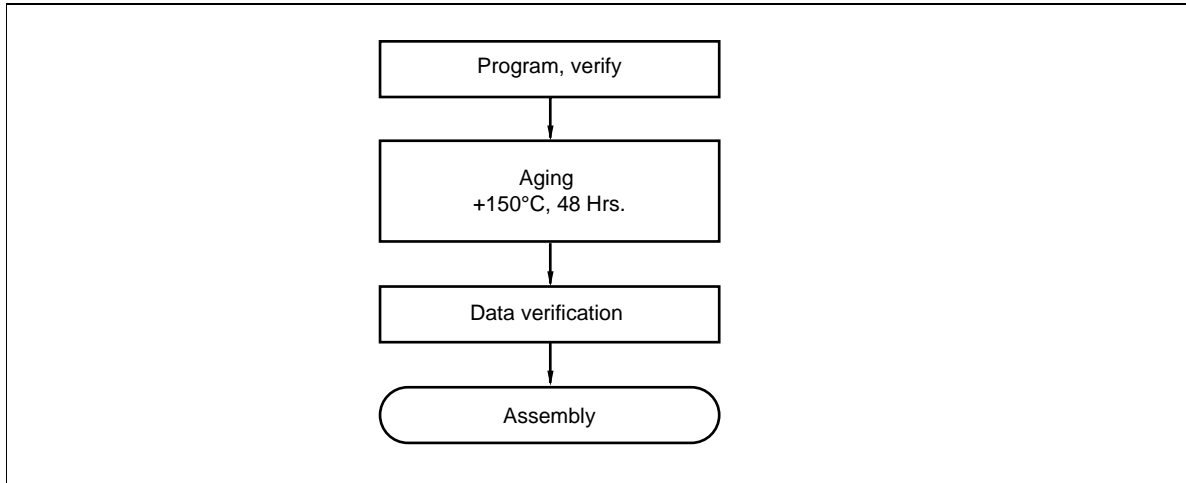 Program, verify
Aging
+150°C, 48 Hrs.
Data verification
Assembly